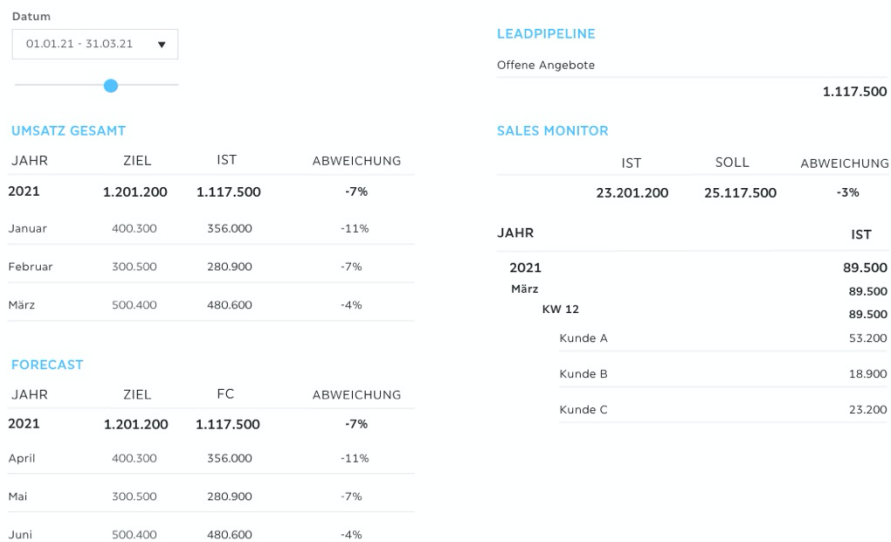 Datum
01.01.21 - 31.03.21
UMSATZ GESAMT
JAHR ZIEL IST ABWEICHUNG
2021 1.201.200 1.117.500 -7%
Januar 400.300 356.000 -11%
Februar 300.500 280.900 -7%
März 500.400 480.600 -4%
FORECAST
JAHR ZIEL FC ABWEICHUNG
2021 1.201.200 1.117.500 -7%
April 400.300 356.000 -11%
Mai 300.500 280.900 -7%
Juni 500.400 480.600 -4%
LEADPIPELINE
Offene Angebote
1.117.500
SALES MONITOR
IST SOLL ABWEICHUNG
23.201.200 25.117.500 -3%
JAHR IST
2021 89.500
März 89.500
KW 12 89.500
Kunde A 53.200
Kunde B 18.900
Kunde C 23.200